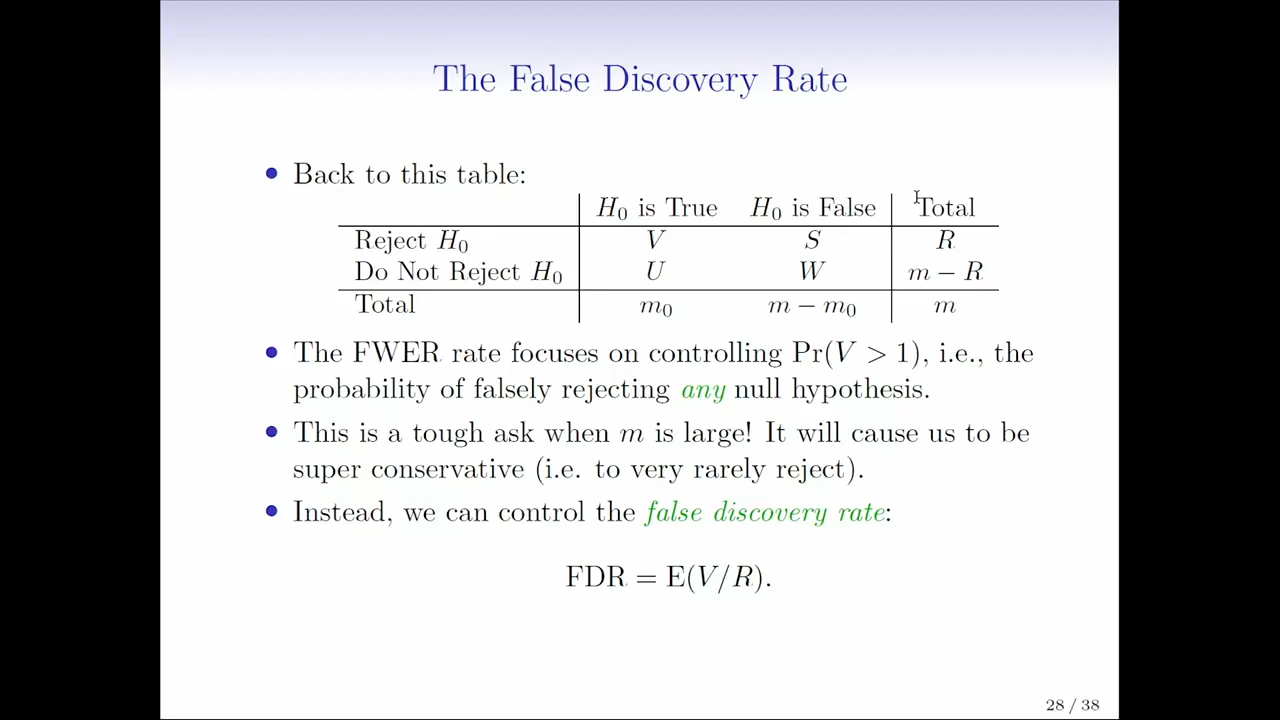 The False Discovery Rate
Back to this table:
H₀ is True H₀ is False Total
Reject H₀ V S R
Do Not Reject H₀ U W m − R
Total m₀ m − m₀ m
The FWER rate focuses on controlling Pr(V > 1), i.e., the
probability of falsely rejecting any null hypothesis.
This is a tough ask when m is large! It will cause us to be
super conservative (i.e. to very rarely reject).
Instead, we can control the false discovery rate:
FDR = E(V/R).
28 / 38